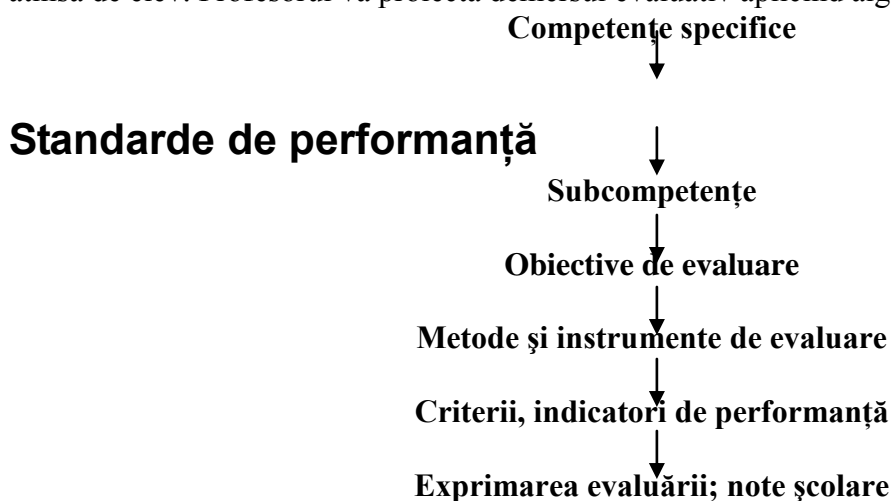 Competențe specifice
Standarde de performanță
Subcompetențe
Obiective de evaluare
Metode şi instrumente de evaluare
Criterii, indicatori de performanță
Exprimarea evaluării; note şcolare